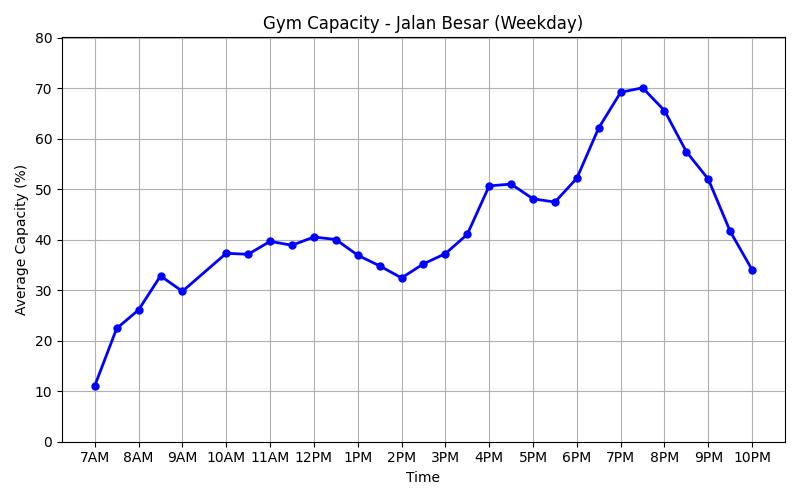 Gym Capacity - Jalan Besar (Weekday)
Average Capacity (%)
80
70
60
50
40
30
20
10
0
7AM 8AM 9AM 10AM 11AM 12PM 1PM 2PM 3PM 4PM 5PM 6PM 7PM 8PM 9PM 10PM
Time